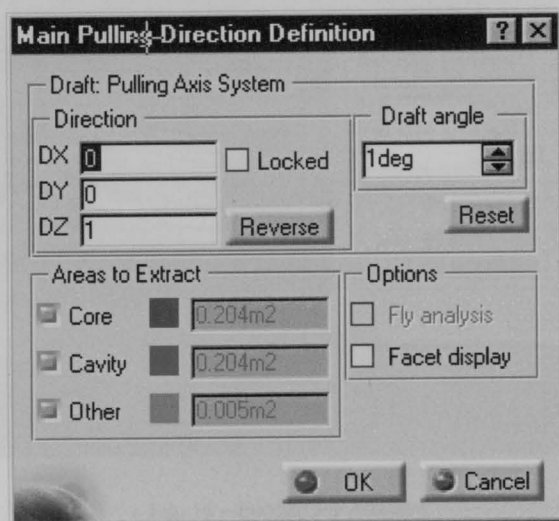 Main Pulling Direction Definition ? X
Draft: Pulling Axis System
Direction
DX 0
Locked
DY 0
DZ 1
Reverse
Draft angle
1deg
Reset
Areas to Extract
Core 0.204m2
Cavity 0.204m2
Other 0.005m2
Options
Fly analysis
Facet display
OK Cancel